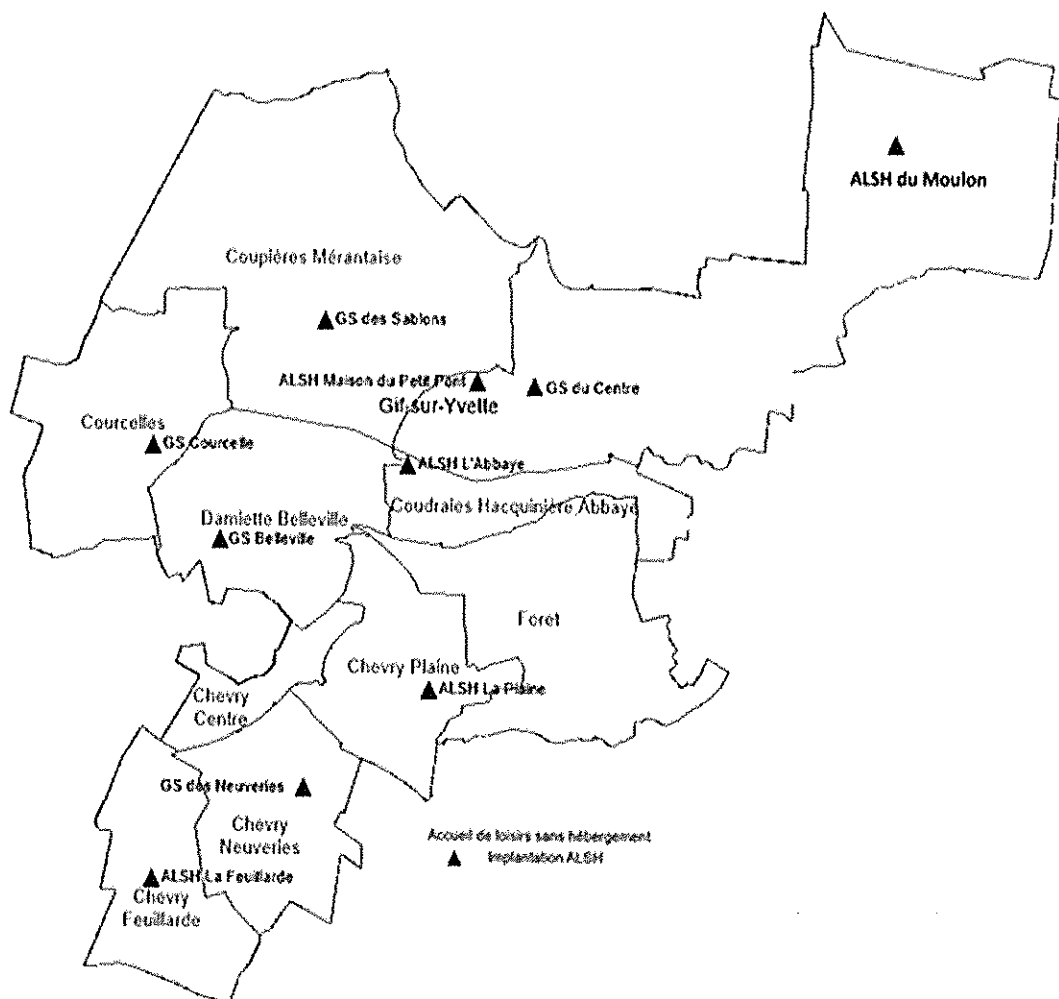 ALSH du Moulon
Coupières Mérantaise
GS des Sablons
ALSH Maison du Petit Pont
GS du Centre
Gif-sur-Yvette
Courcelles
GS Courcelle
ALSH L'Abbaye
Coudraies Hacquinière Abbaye
Damiette Belleville
GS Belleville
Foret
Chevry Plaine
ALSH La Plaine
Chevry
Centre
GS des Neuveries
Chevry
Neuveries
Accueil de loisirs sans hébergement
Implantation ALSH
ALSH La Feuillarde
Chevry
Feuillarde